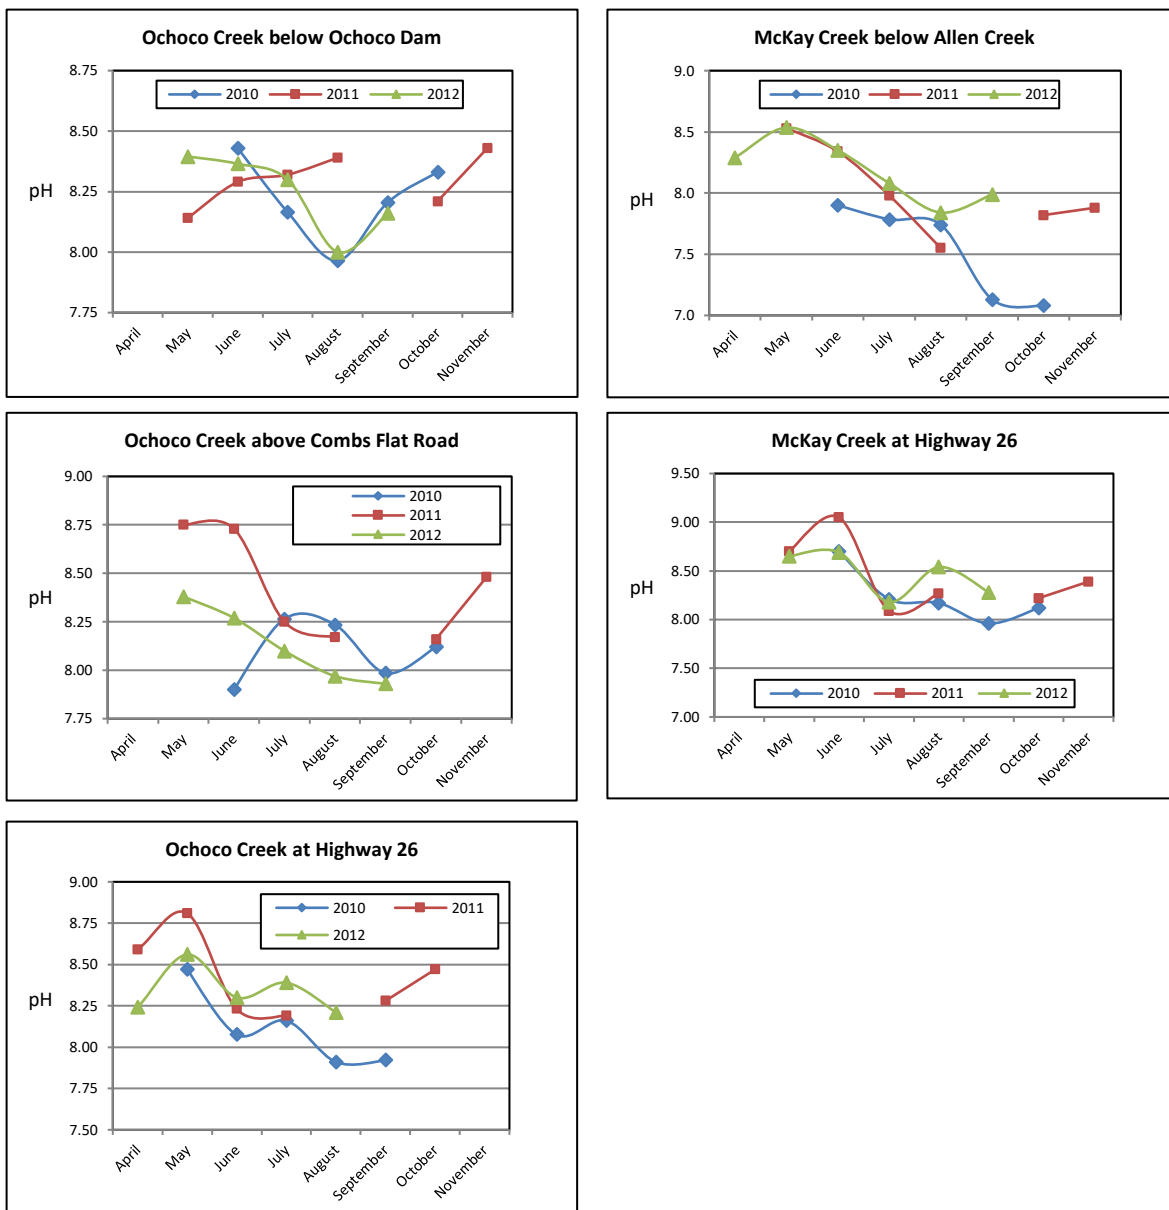 Ochoco Creek below Ochoco Dam
8.75
8.50
8.25
8.00
7.75
pH
2010 2011 2012
April May June July August September October November
McKay Creek below Allen Creek
9.0
8.5
8.0
7.5
7.0
pH
2010 2011 2012
April May June July August September October November
Ochoco Creek above Combs Flat Road
9.00
8.75
8.50
8.25
8.00
7.75
pH
2010
2011
2012
April May June July August September October November
McKay Creek at Highway 26
9.50
9.00
8.50
8.00
7.50
7.00
pH
2010 2011 2012
April May June July August September October November
Ochoco Creek at Highway 26
9.00
8.75
8.50
8.25
8.00
7.75
7.50
pH
2010 2011
2012
April May June July August September October November